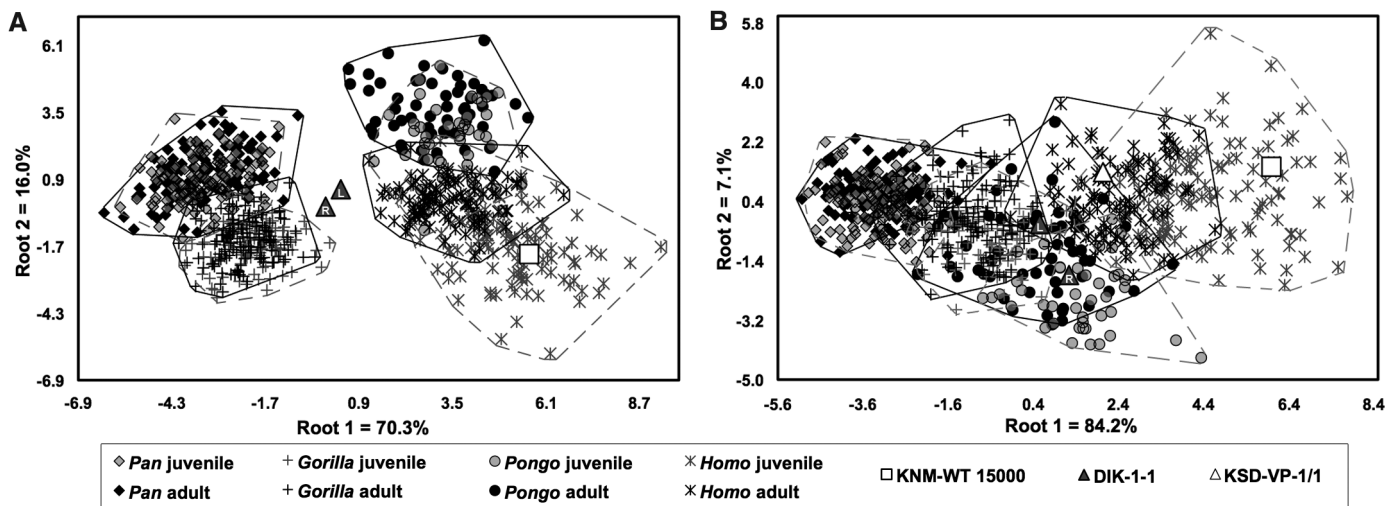 A
6.1
3.5
0.9
-1.7
-4.3
-6.9
Root 2 = 16.0%
-6.9 -4.3 -1.7 0.9 3.5 6.1 8.7
Root 1 = 70.3%
L
R
B
5.8
4.0
2.2
0.4
-1.4
-3.2
-5.0
Root 2 = 7.1%
-5.6 -3.6 -1.6 0.4 2.4 4.4 6.4 8.4
Root 1 = 84.2%
L
R
Pan juvenile Gorilla juvenile Pongo juvenile Homo juvenile KNM-WT 15000 DIK-1-1 KSD-VP-1/1
Pan adult Gorilla adult Pongo adult Homo adult